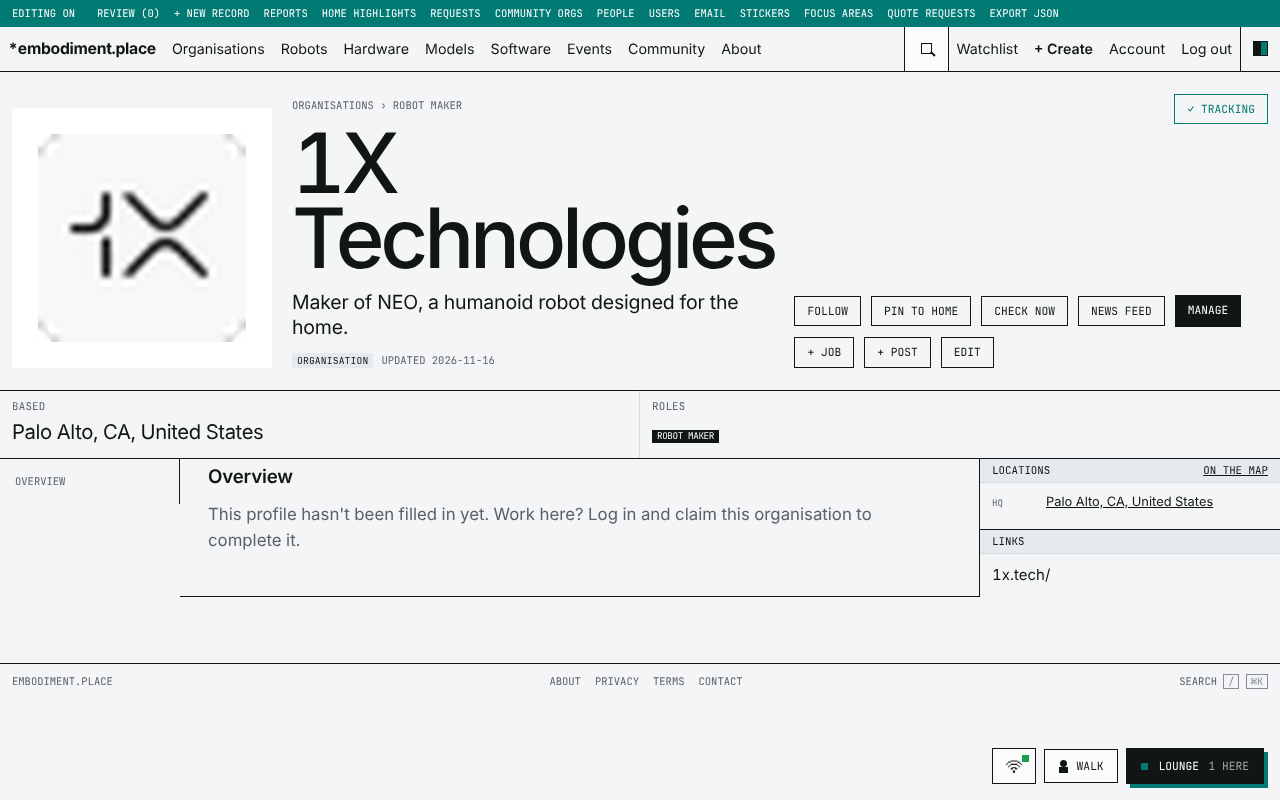 EDITING ON REVIEW (0) + NEW RECORD REPORTS HOME HIGHLIGHTS REQUESTS COMMUNITY ORGS PEOPLE USERS EMAIL STICKERS FOCUS AREAS QUOTE REQUESTS EXPORT JSON
*embodiment.place Organisations Robots Hardware Models Software Events Community About Watchlist + Create Account Log out
ORGANISATIONS › ROBOT MAKER
✓ TRACKING
1X
1X
Technologies
Maker of NEO, a humanoid robot designed for the
home.
ORGANISATION UPDATED 2026-11-16
FOLLOW PIN TO HOME CHECK NOW NEWS FEED MANAGE
+ JOB + POST EDIT
BASED
Palo Alto, CA, United States
ROLES
ROBOT MAKER
OVERVIEW
Overview
This profile hasn't been filled in yet. Work here? Log in and claim this organisation to
complete it.
LOCATIONS ON THE MAP
HQ Palo Alto, CA, United States
LINKS
1x.tech/
EMBODIMENT.PLACE ABOUT PRIVACY TERMS CONTACT SEARCH / ⌘K
WALK LOUNGE 1 HERE